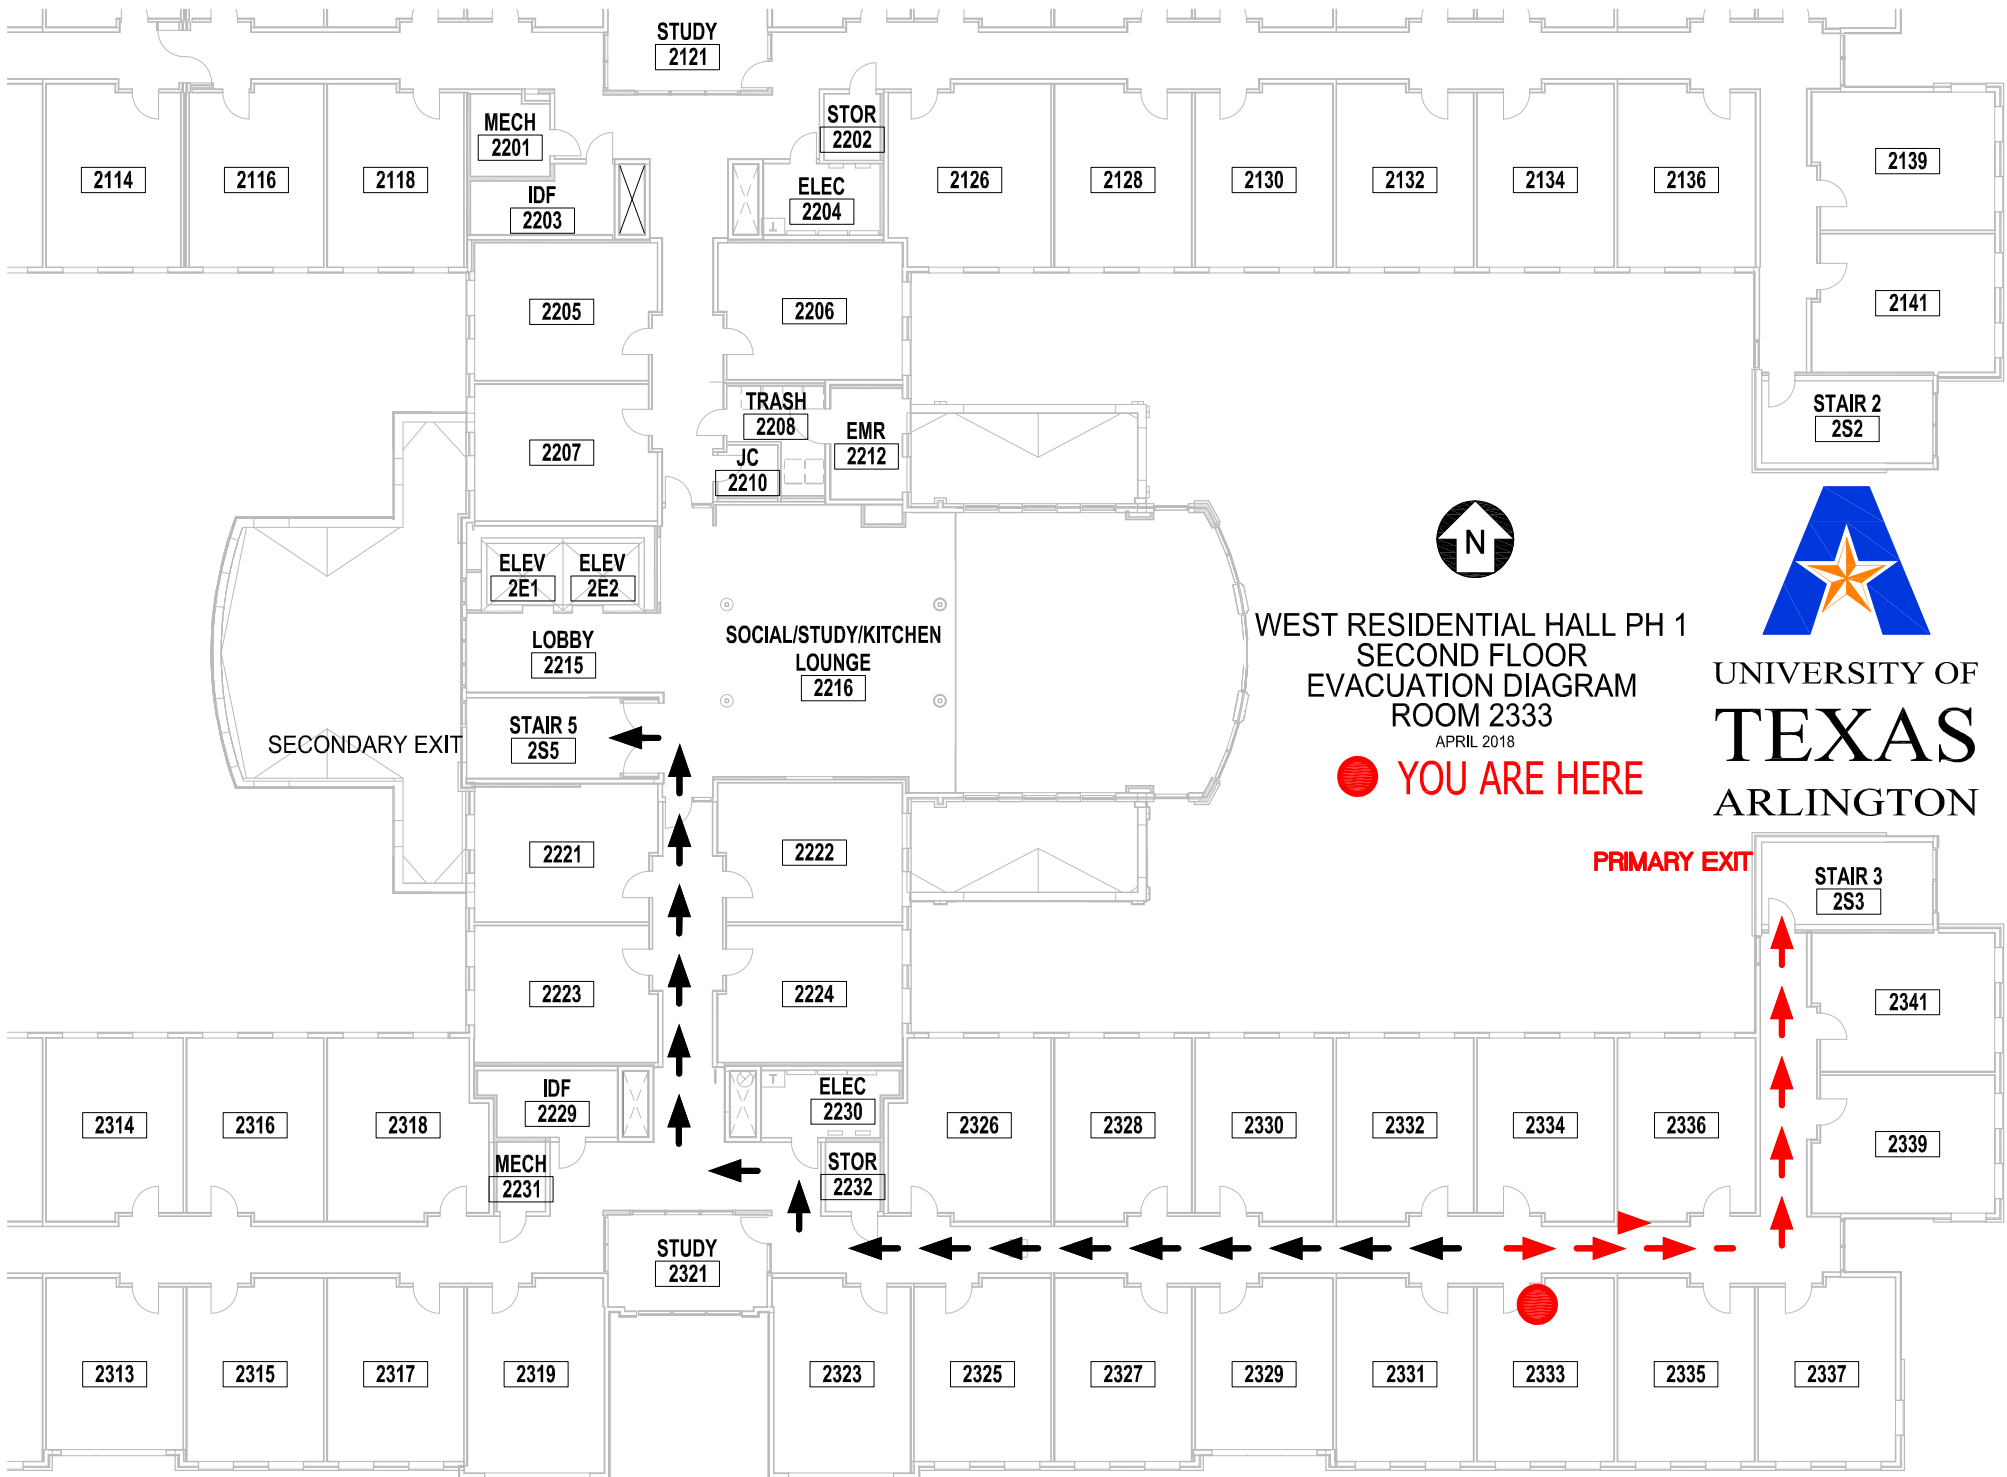 STUDY
2121
MECH
2201
STOR
2202
2114
2116
2118
IDF
2203
ELEC
2204
T
2126
2128
2130
2132
2134
2136
2139
2205
2206
2141
2207
TRASH
2208
JC
2210
EMR
2212
STAIR 2
2S2
ELEV
2E1
ELEV
2E2
LOBBY
2215
SOCIAL/STUDY/KITCHEN
LOUNGE
2216
STAIR 5
2S5
SECONDARY EXIT
N
WEST RESIDENTIAL HALL PH 1
SECOND FLOOR
EVACUATION DIAGRAM
ROOM 2333
APRIL 2018
YOU ARE HERE
UNIVERSITY OF
TEXAS
ARLINGTON
PRIMARY EXIT
STAIR 3
2S3
2221
2222
2223
2224
2341
2339
IDF
2229
T
ELEC
2230
MECH
2231
STOR
2232
2314
2316
2318
2326
2328
2330
2332
2334
2336
STUDY
2321
2313
2315
2317
2319
2323
2325
2327
2329
2331
2333
2335
2337